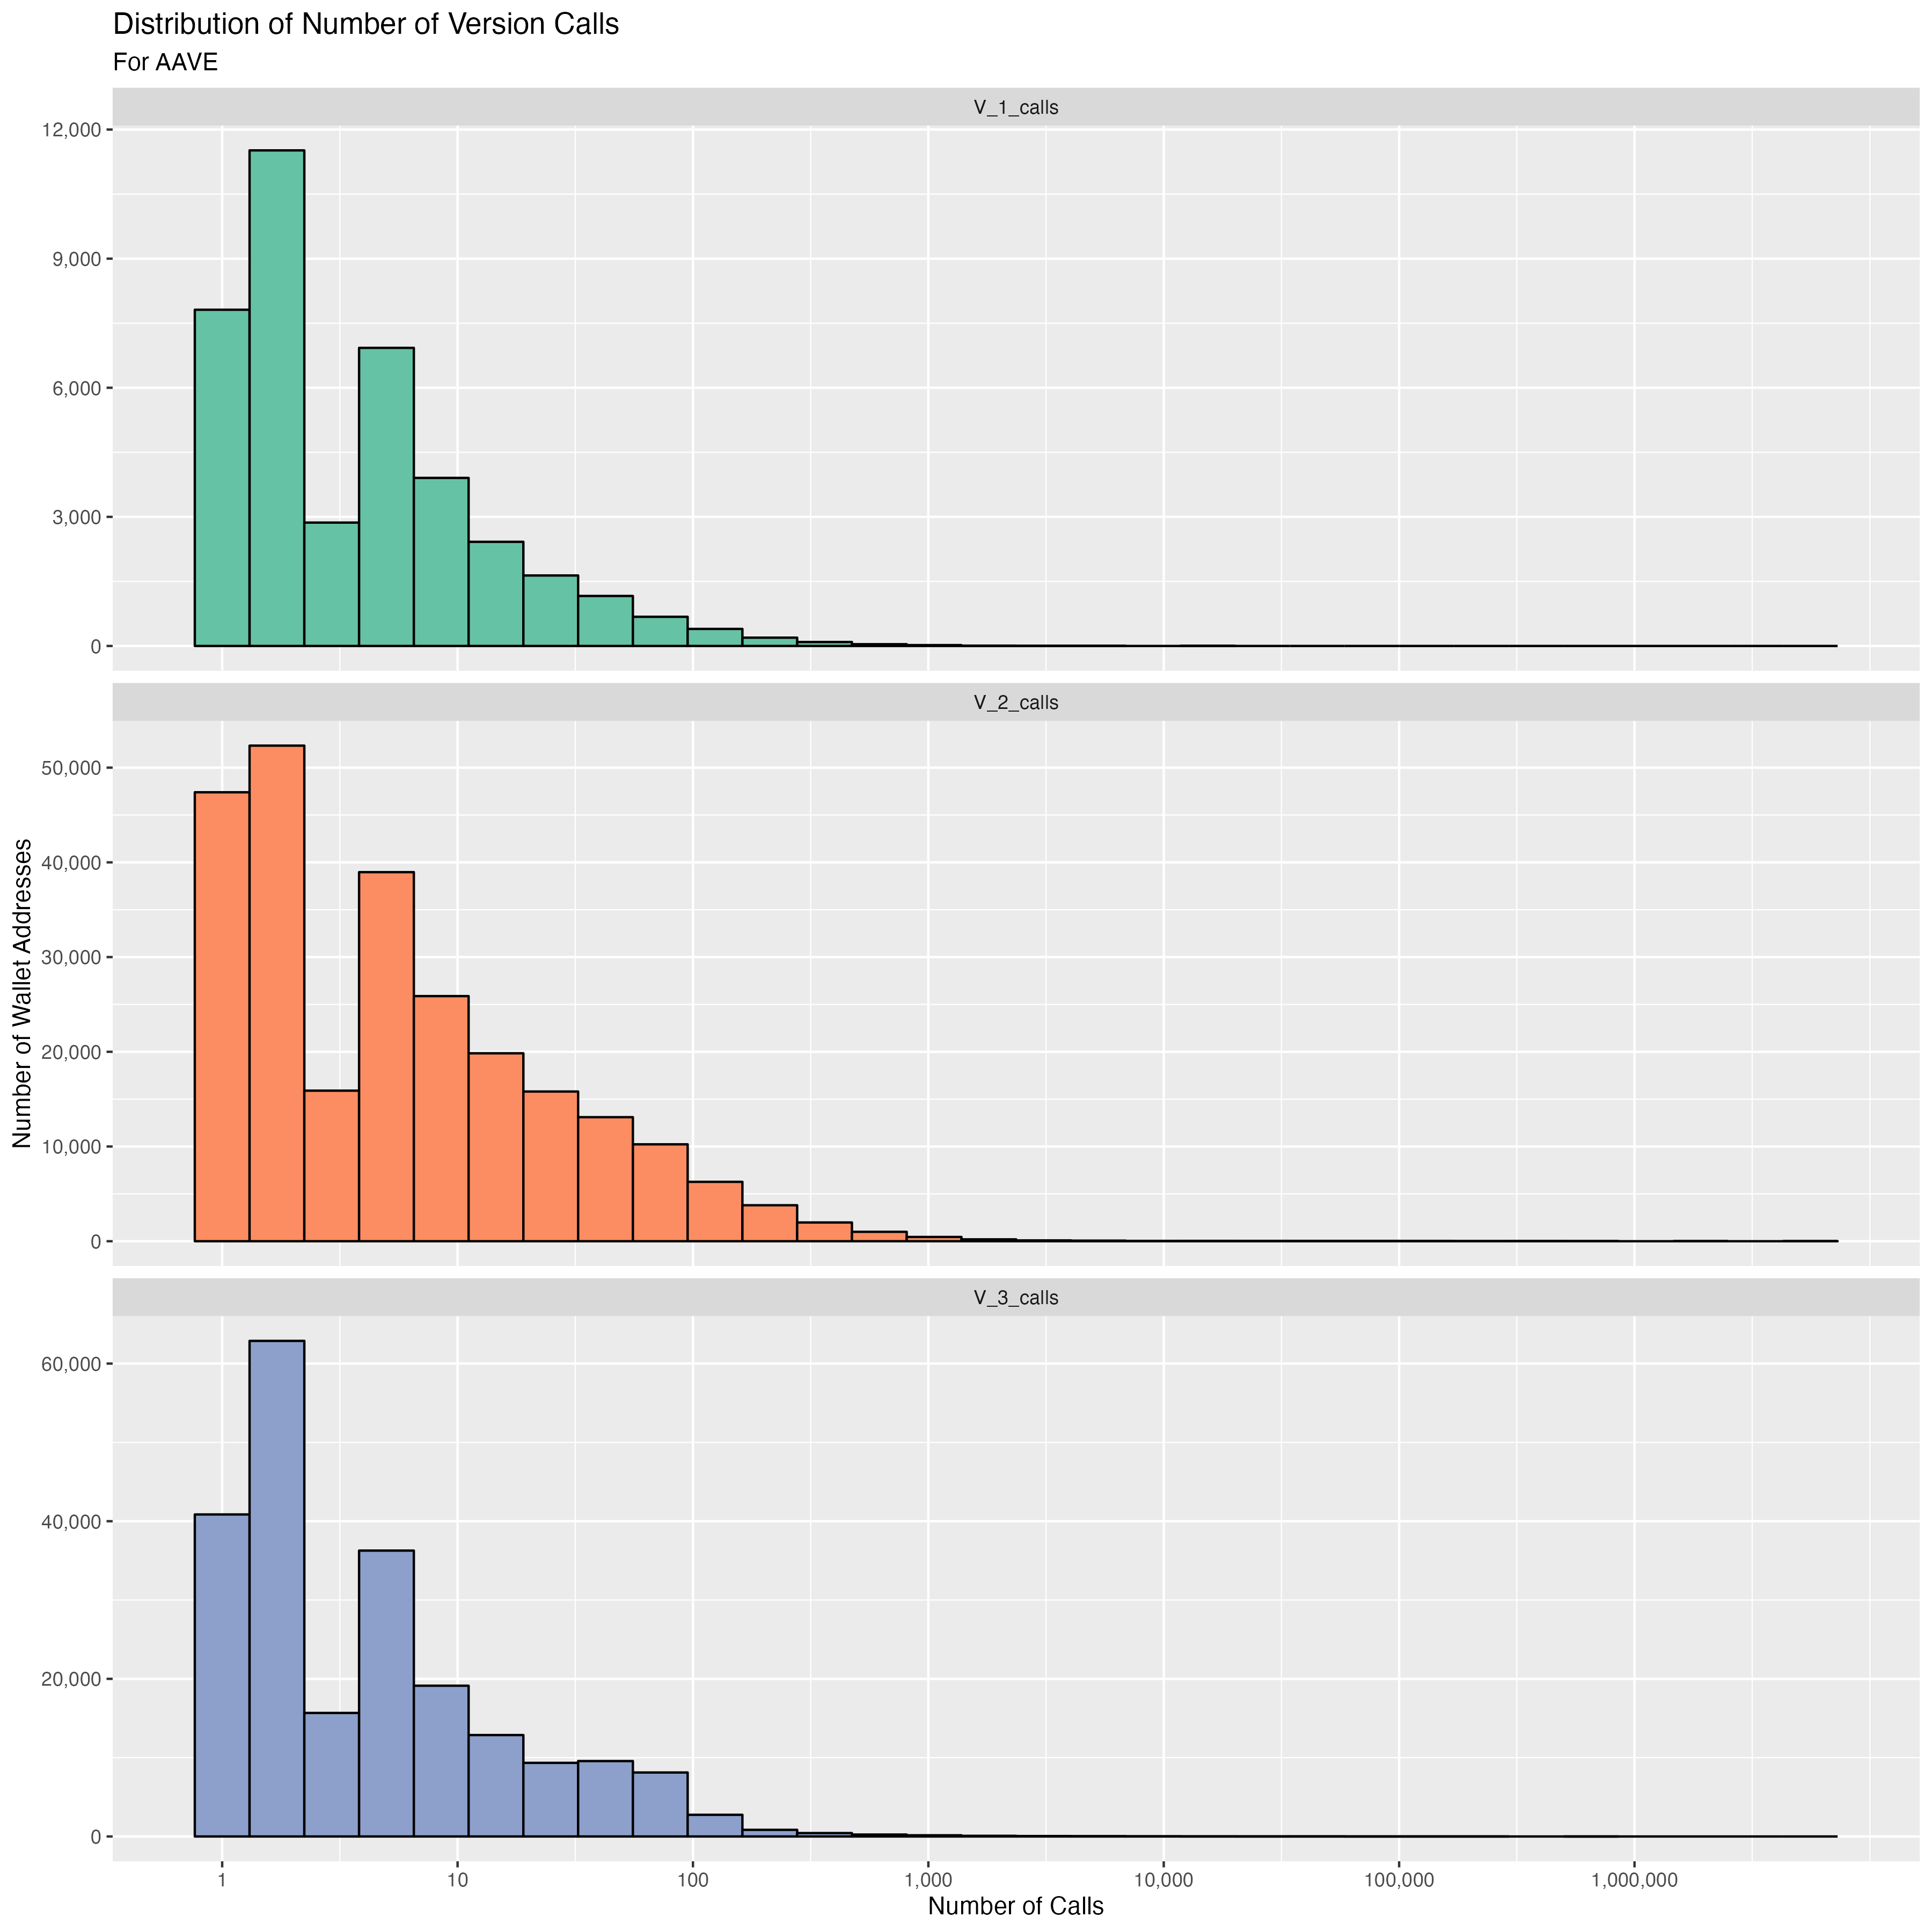 Distribution of Number of Version Calls
For AAVE
V_1_calls
12,000
9,000
6,000
3,000
0
V_2_calls
50,000
40,000
30,000
20,000
10,000
0
Number of Wallet Addresses
V_3_calls
60,000
40,000
20,000
0
1 10 100 1,000 10,000 100,000 1,000,000
Number of Calls